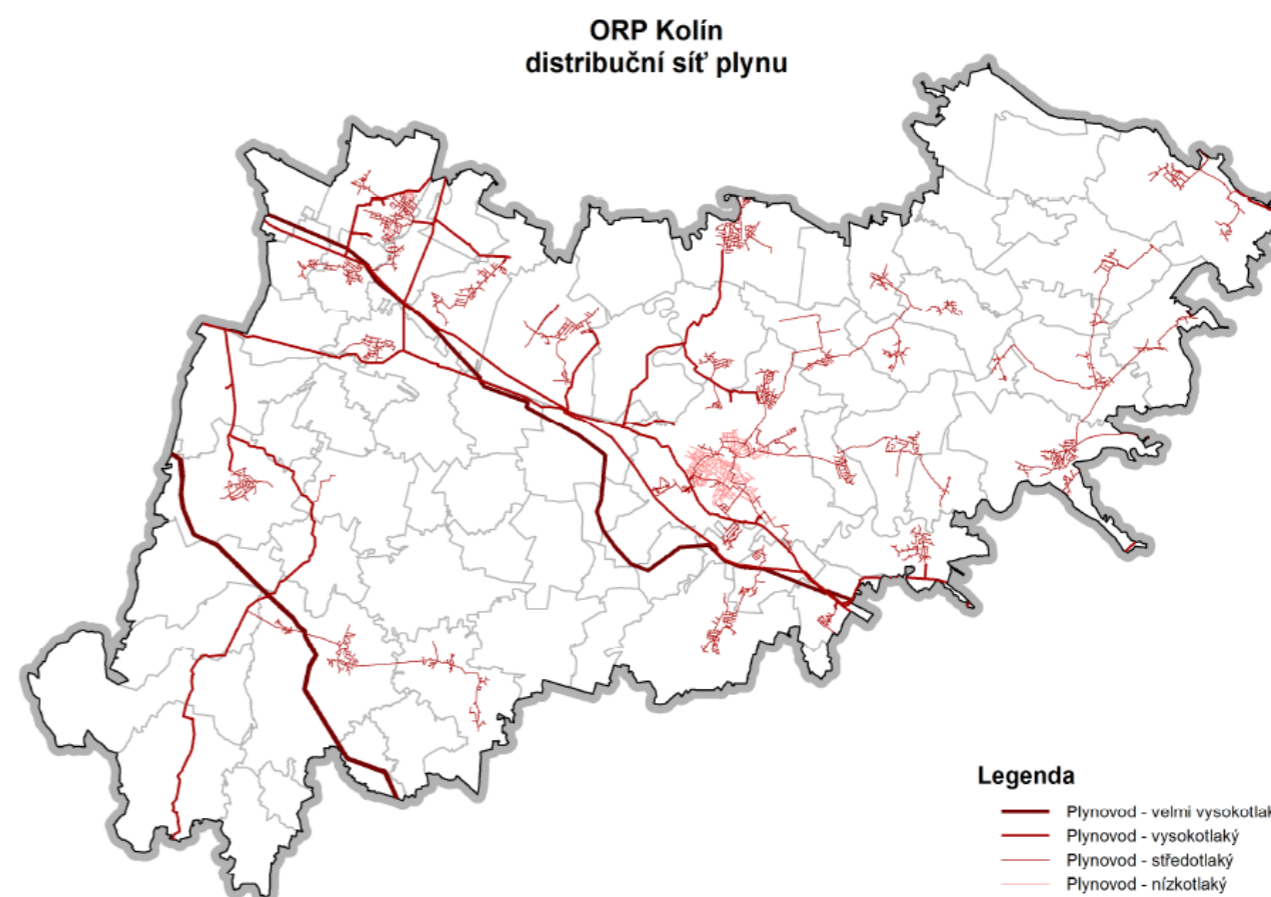 ORP Kolín
distribuční síť plynu
Legenda
Plynovod - velmi vysokotlak
Plynovod - vysokotlaký
Plynovod - středotlaký
Plynovod - nízkotlaký